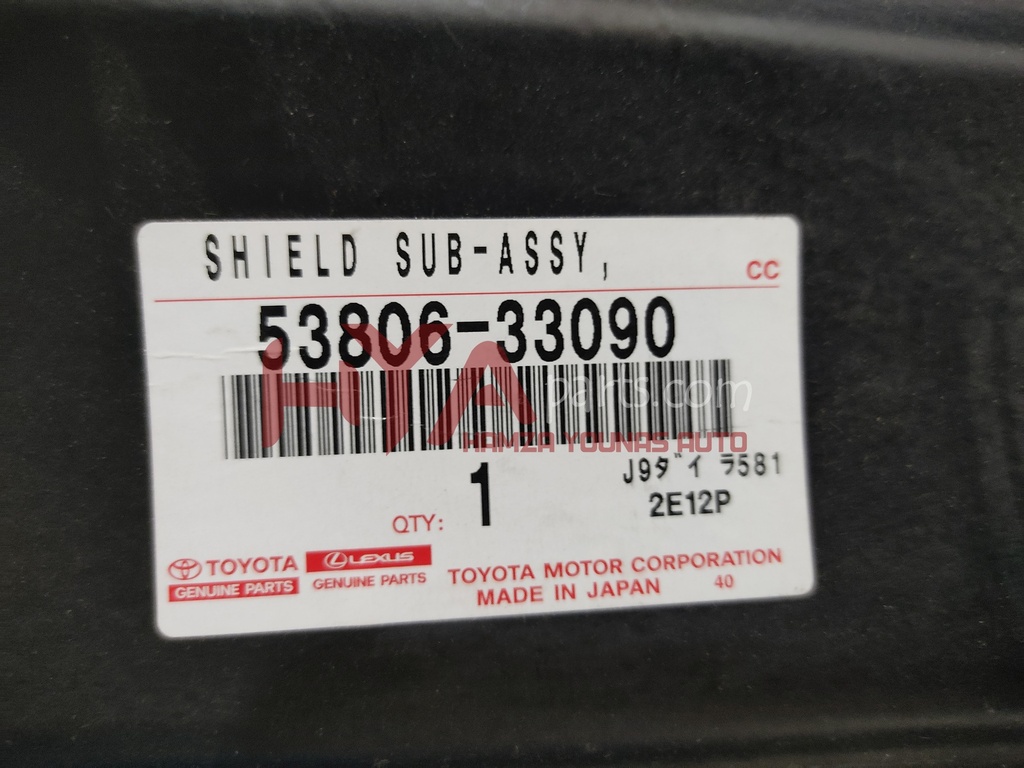 SHIELD SUB-ASSY,
CC
53806-33090
HYA parts.com
HAMZA YOUNAS AUTO
J9ダイ ラ581
QTY: 1
2E12P
TOYOTA
GENUINE PARTS
LEXUS
GENUINE PARTS
TOYOTA MOTOR CORPORATION
MADE IN JAPAN 40